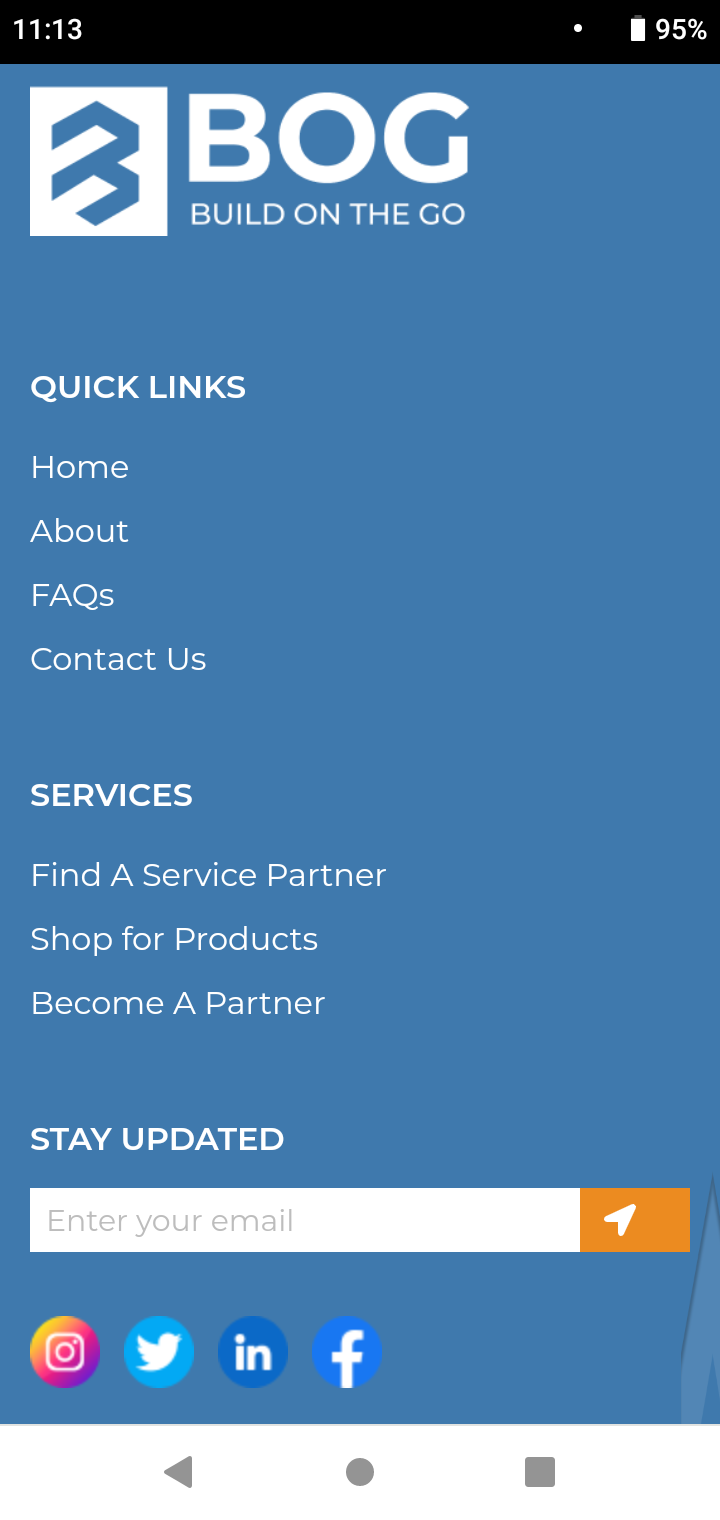 11:13
95%
BOG
BUILD ON THE GO
QUICK LINKS
Home
About
FAQs
Contact Us
SERVICES
Find A Service Partner
Shop for Products
Become A Partner
STAY UPDATED
Enter your email
in